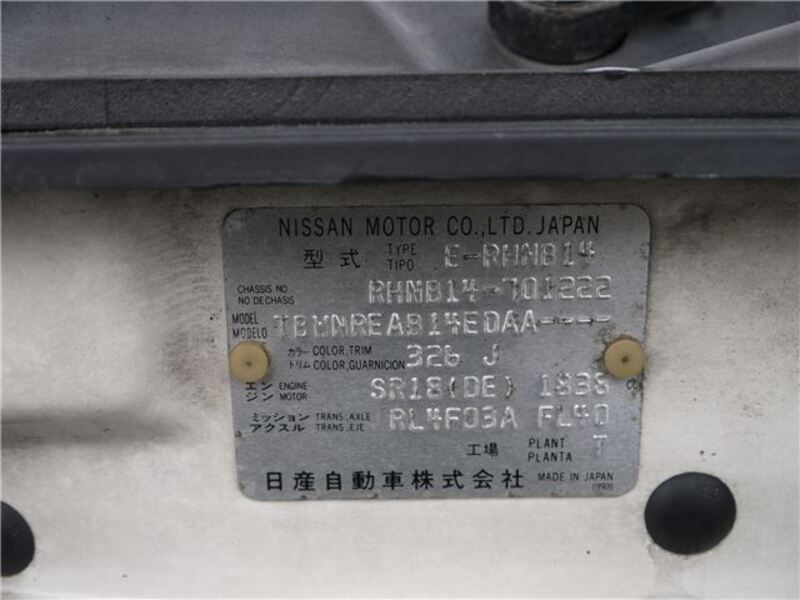 NISSAN MOTOR CO.,LTD. JAPAN
型式 TYPE TIPO E-RHNB14
CHASSIS NO. NO DE CHASIS RHNB14-701222
MODEL MODELO TBWNREAB14EDAA----
カラー COLOR, TRIM トリム COLOR, GUARNICION 326 J
エンジン ENGINE MOTOR SR18(DE) 1838 cc
ミッション TRANS, AXLE アクスル TRANS, EJE RL4F03A FL40
工場 PLANT PLANTA T
日産自動車株式会社 MADE IN JAPAN